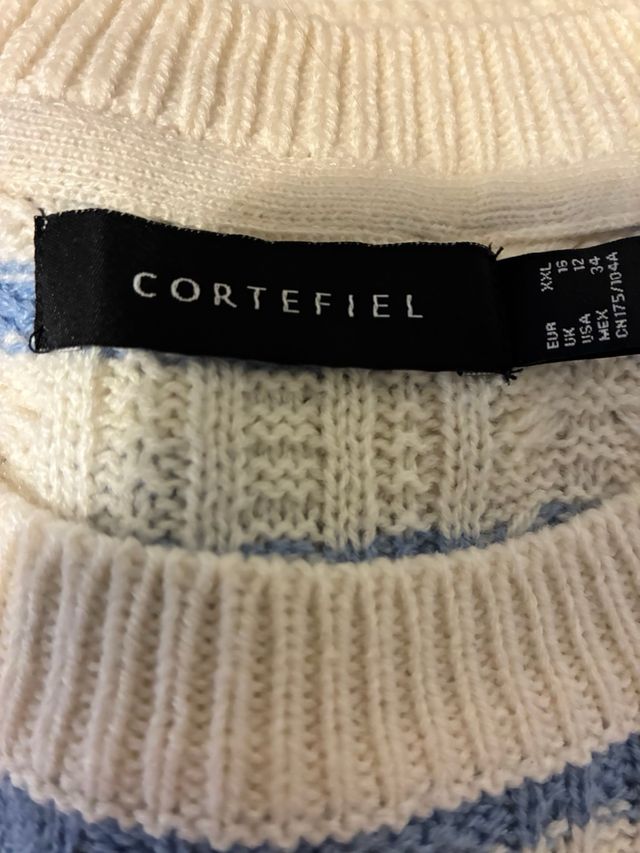 CORTEFIEL
EUR XXL
UK 16
USA 12
MEX 34
CN175/104A